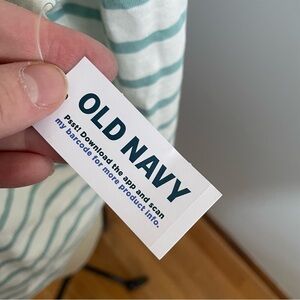 OLD NAVY
Psst! Download the app and scan
my barcode for more product info.